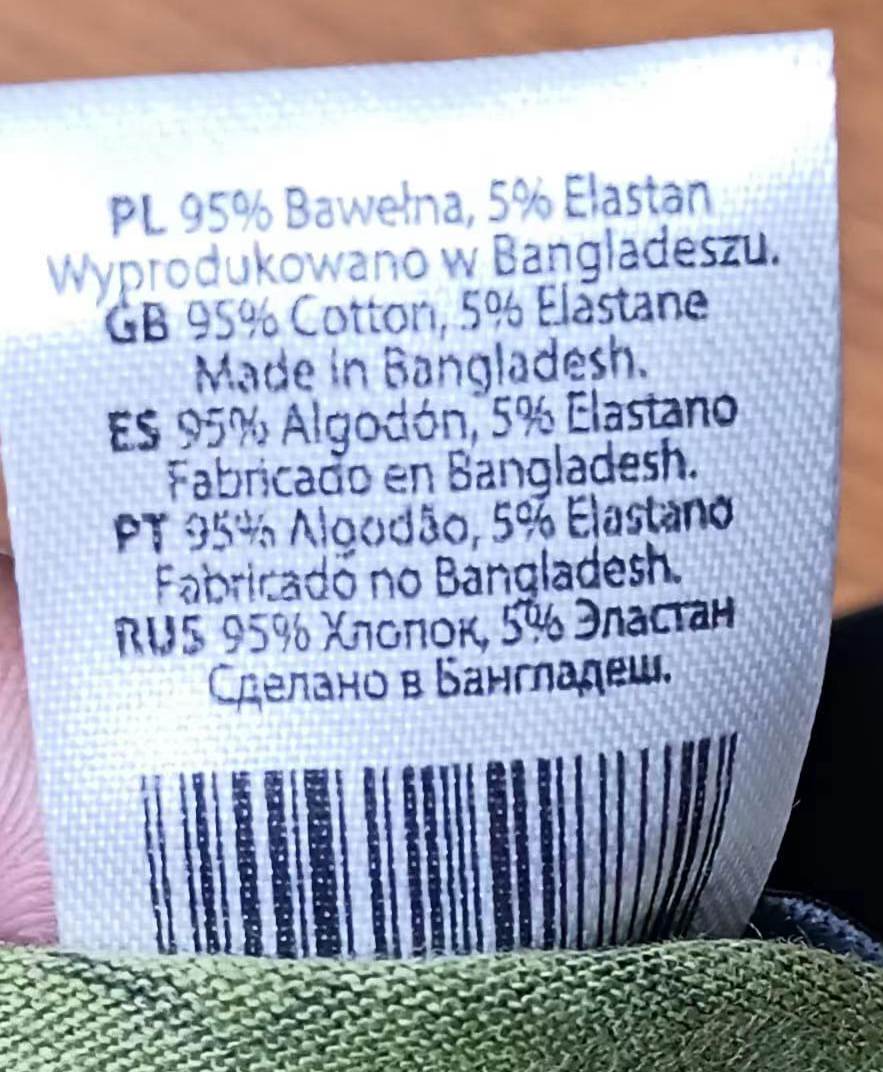 PL 95% Bawełna, 5% Elastan
Wyprodukowano w Bangladeszu.
GB 95% Cotton, 5% Elastane
Made in Bangladesh.
ES 95% Algodón, 5% Elastano
Fabricado en Bangladesh.
PT 95% Algodão, 5% Elastano
Fabricado no Bangladesh.
RUS 95% Хлопок, 5% Эластан
Сделано в Бангладеш.